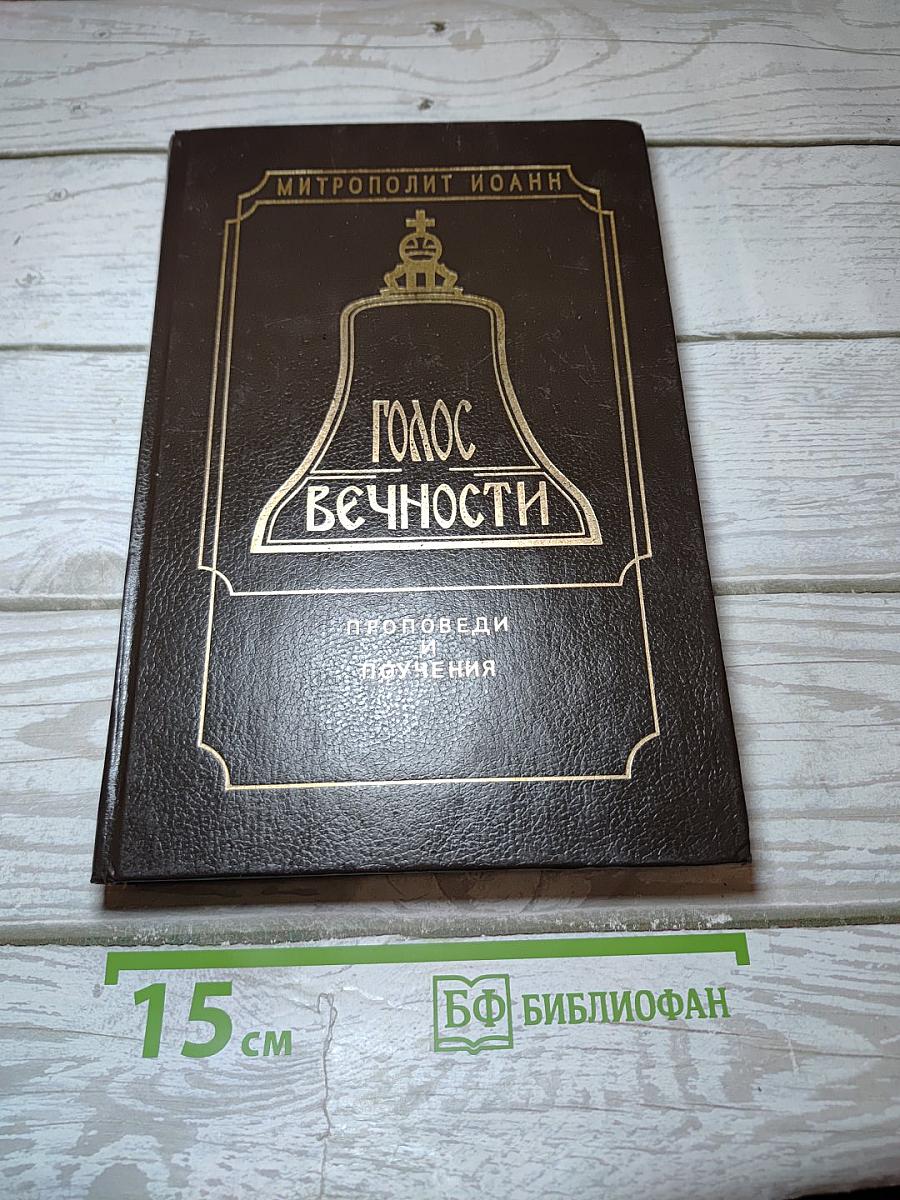 МИТРОПОЛИТ ИОАНН
ГОЛОС
ВЕЧНОСТИ
ПРОПОВЕДИ
И
ПОУЧЕНИЯ
15 см
БФ БИБЛИОФАН